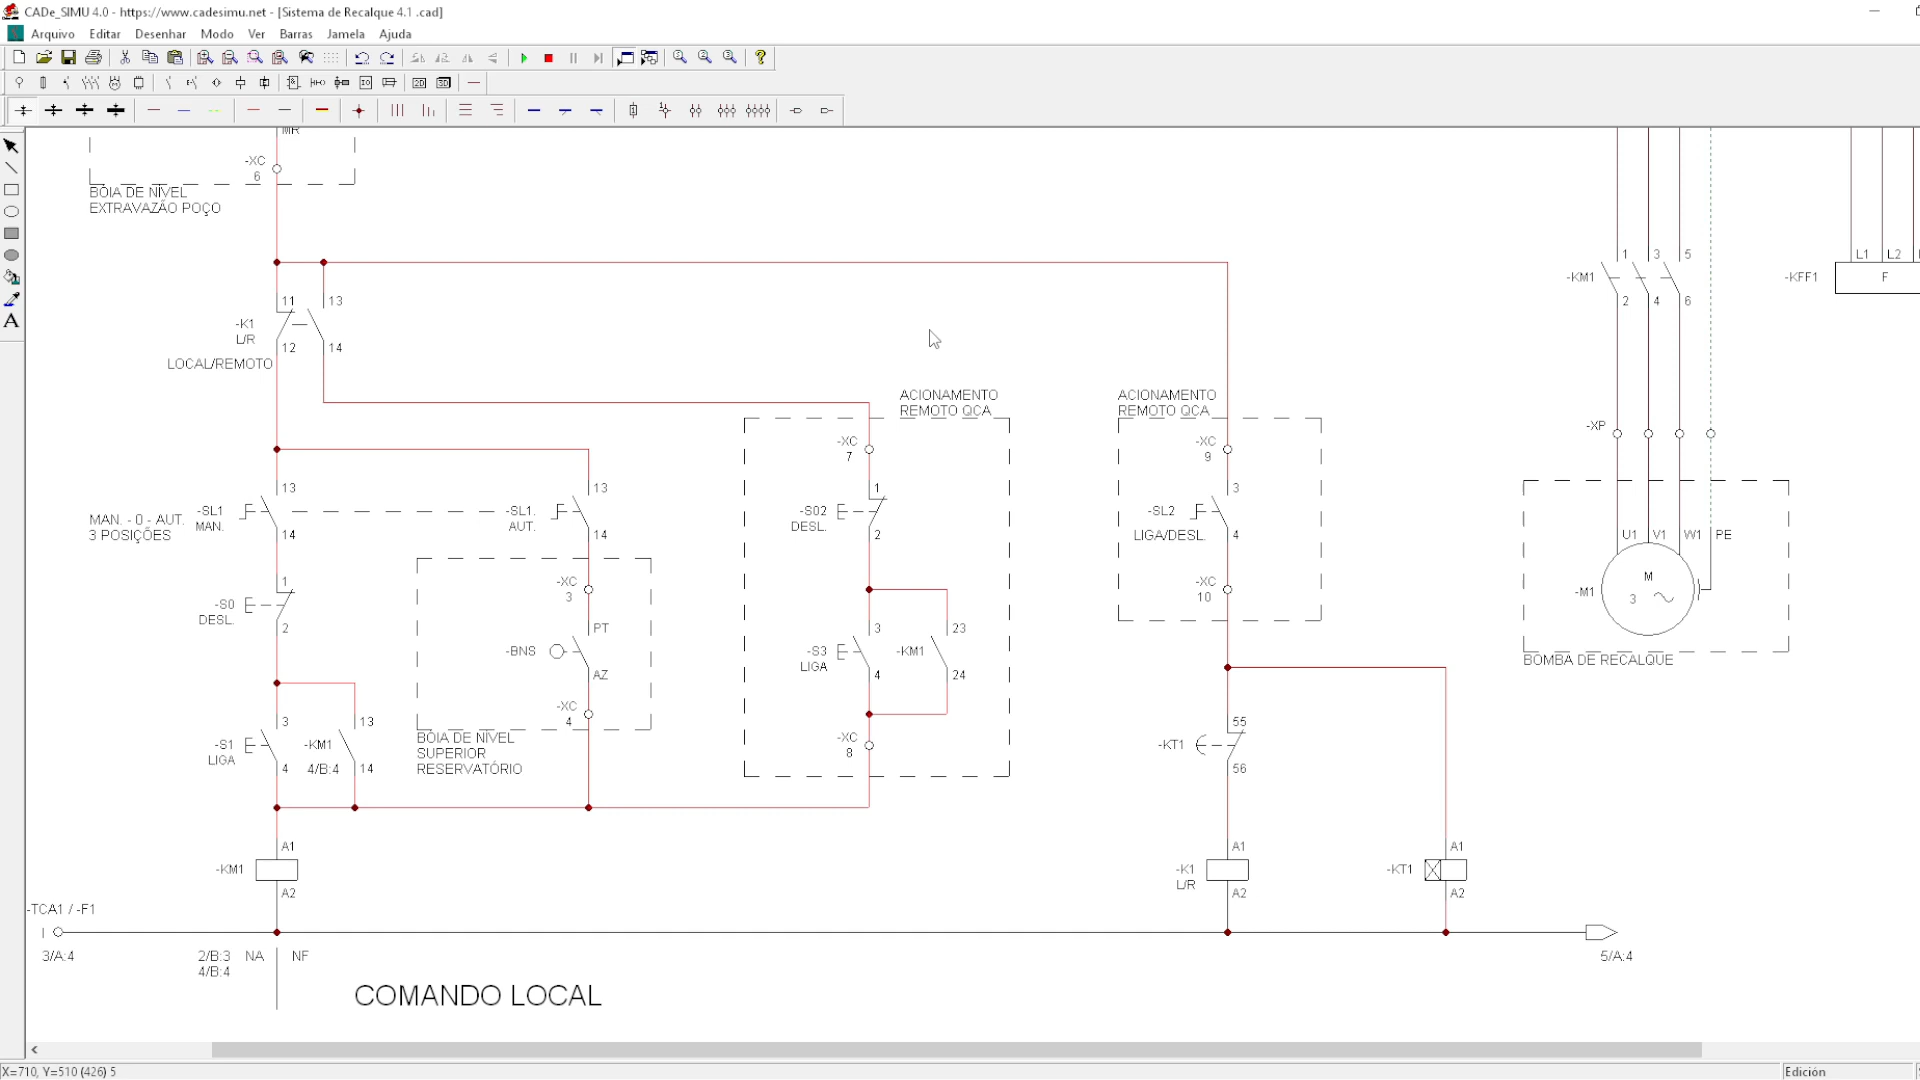 CADe_SIMU 4.0 - https://www.cadesimu.net - [Sistema de Recalque 4.1 .cad]
Arquivo Editar Desenhar Modo Ver Barras Jamela Ajuda
MR
-XC
6
BÓIA DE NÍVEL
EXTRAVAZÃO POÇO
11 13
-K1
L/R
12 14
LOCAL/REMOTO
1 3 5
-KM1
2 4 6
L1 L2
-KFF1
F
ACIONAMENTO
REMOTO QCA
ACIONAMENTO
REMOTO QCA
-XP
-XC
7
-XC
9
13
-SL1
MAN.
14
MAN. - 0 - AUT.
3 POSIÇÕES
13
-SL1.
AUT.
14
1
-S02
DESL.
2
3
-SL2
LIGA/DESL.
4
U1 V1 W1 PE
-XC
3
-XC
10
M
3
-M1
1
-S0
DESL.
2
PT
-BNS
AZ
3
-S3
LIGA
4
23
-KM1
24
BOMBA DE RECALQUE
-XC
4
3
-S1
LIGA
4
13
-KM1
4/B:4 14
BÓIA DE NÍVEL
SUPERIOR
RESERVATÓRIO
-XC
8
55
-KT1
56
A1
-KM1
A2
A1
-K1
L/R
A2
A1
-KT1
A2
-TCA1 / -F1
3/A:4
2/B:3 NA NF
4/B:4
5/A:4
COMANDO LOCAL
X=710, Y=510 (426) 5
Edición